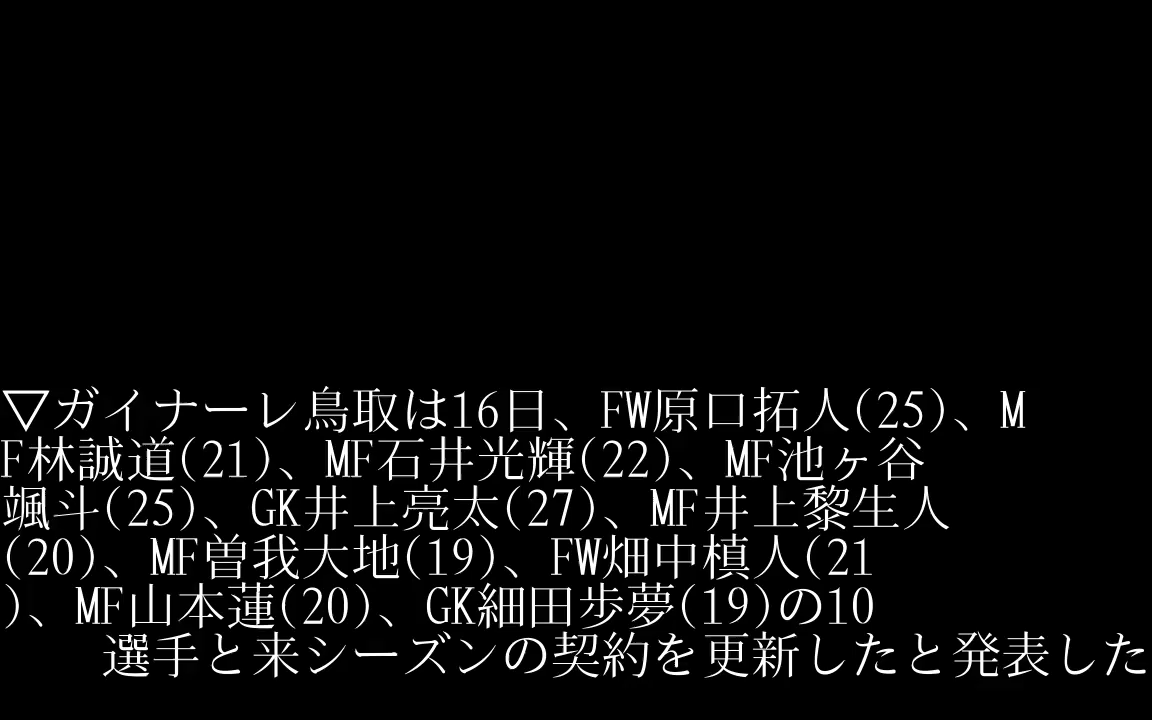 ▽ガイナーレ鳥取は16日、FW原口拓人(25)、M
F林誠道(21)、MF石井光輝(22)、MF池ヶ谷
颯斗(25)、GK井上亮太(27)、MF井上黎生人
(20)、MF曽我大地(19)、FW畑中槙人(21
)、MF山本蓮(20)、GK細田歩夢(19)の10
選手と来シーズンの契約を更新したと発表した